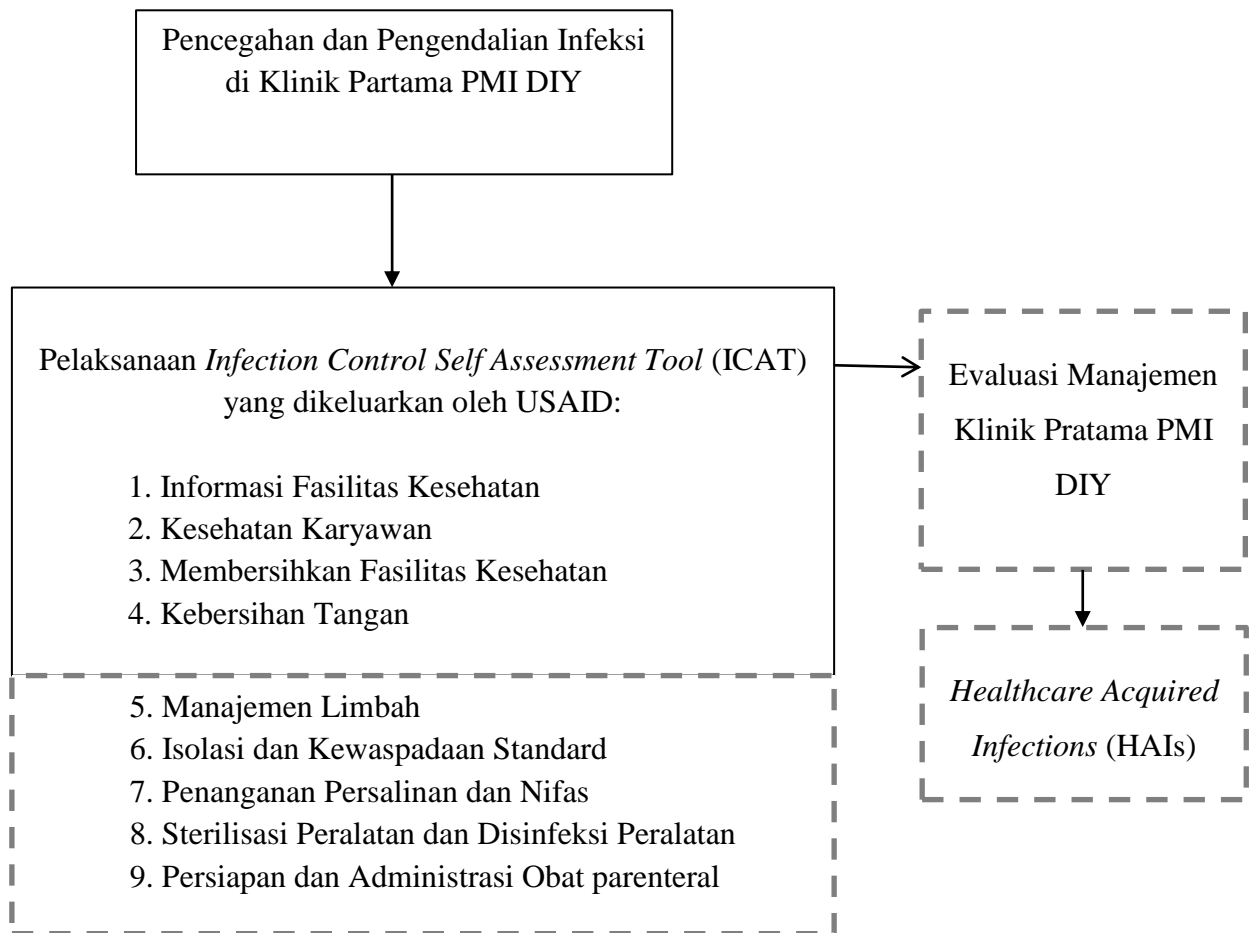 Pencegahan dan Pengendalian Infeksi
di Klinik Partama PMI DIY
Pelaksanaan Infection Control Self Assessment Tool (ICAT)
yang dikeluarkan oleh USAID:
1. Informasi Fasilitas Kesehatan
2. Kesehatan Karyawan
3. Membersihkan Fasilitas Kesehatan
4. Kebersihan Tangan
5. Manajemen Limbah
6. Isolasi dan Kewaspadaan Standard
7. Penanganan Persalinan dan Nifas
8. Sterilisasi Peralatan dan Disinfeksi Peralatan
9. Persiapan dan Administrasi Obat parenteral
Evaluasi Manajemen
Klinik Pratama PMI
DIY
Healthcare Acquired
Infections (HAIs)